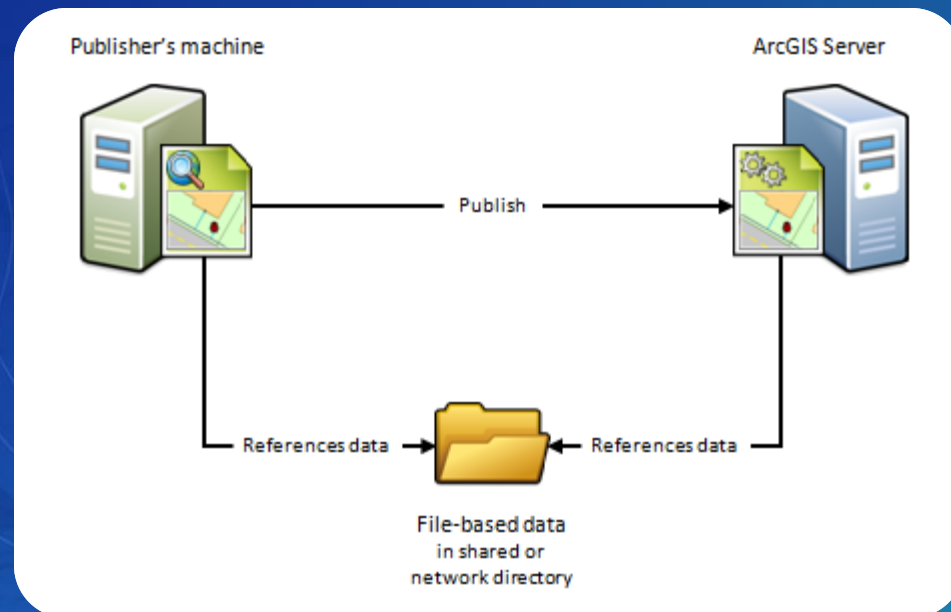 Publisher's machine
ArcGIS Server
Publish
References data
References data
File-based data
in shared or
network directory